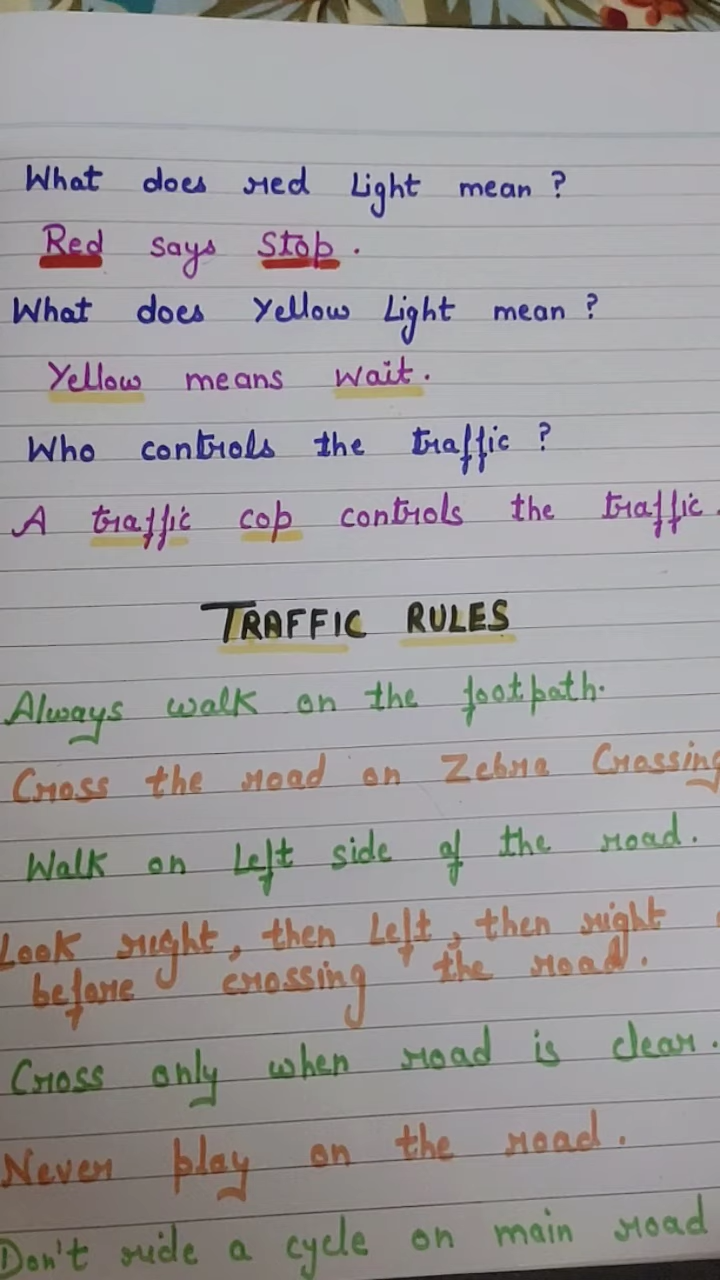 What does red Light mean ?
Red says Stop .
What does Yellow Light mean ?
Yellow means Wait .
Who controls the traffic ?
A traffic cop controls the traffic .
TRAFFIC RULES
Always walk on the footpath.
Cross the road on Zebra Crossing
Walk on Left side of the road .
Look right, then Left, then right
before crossing the road .
Cross only when road is clear .
Never play on the road .
Don't ride a cycle on main road